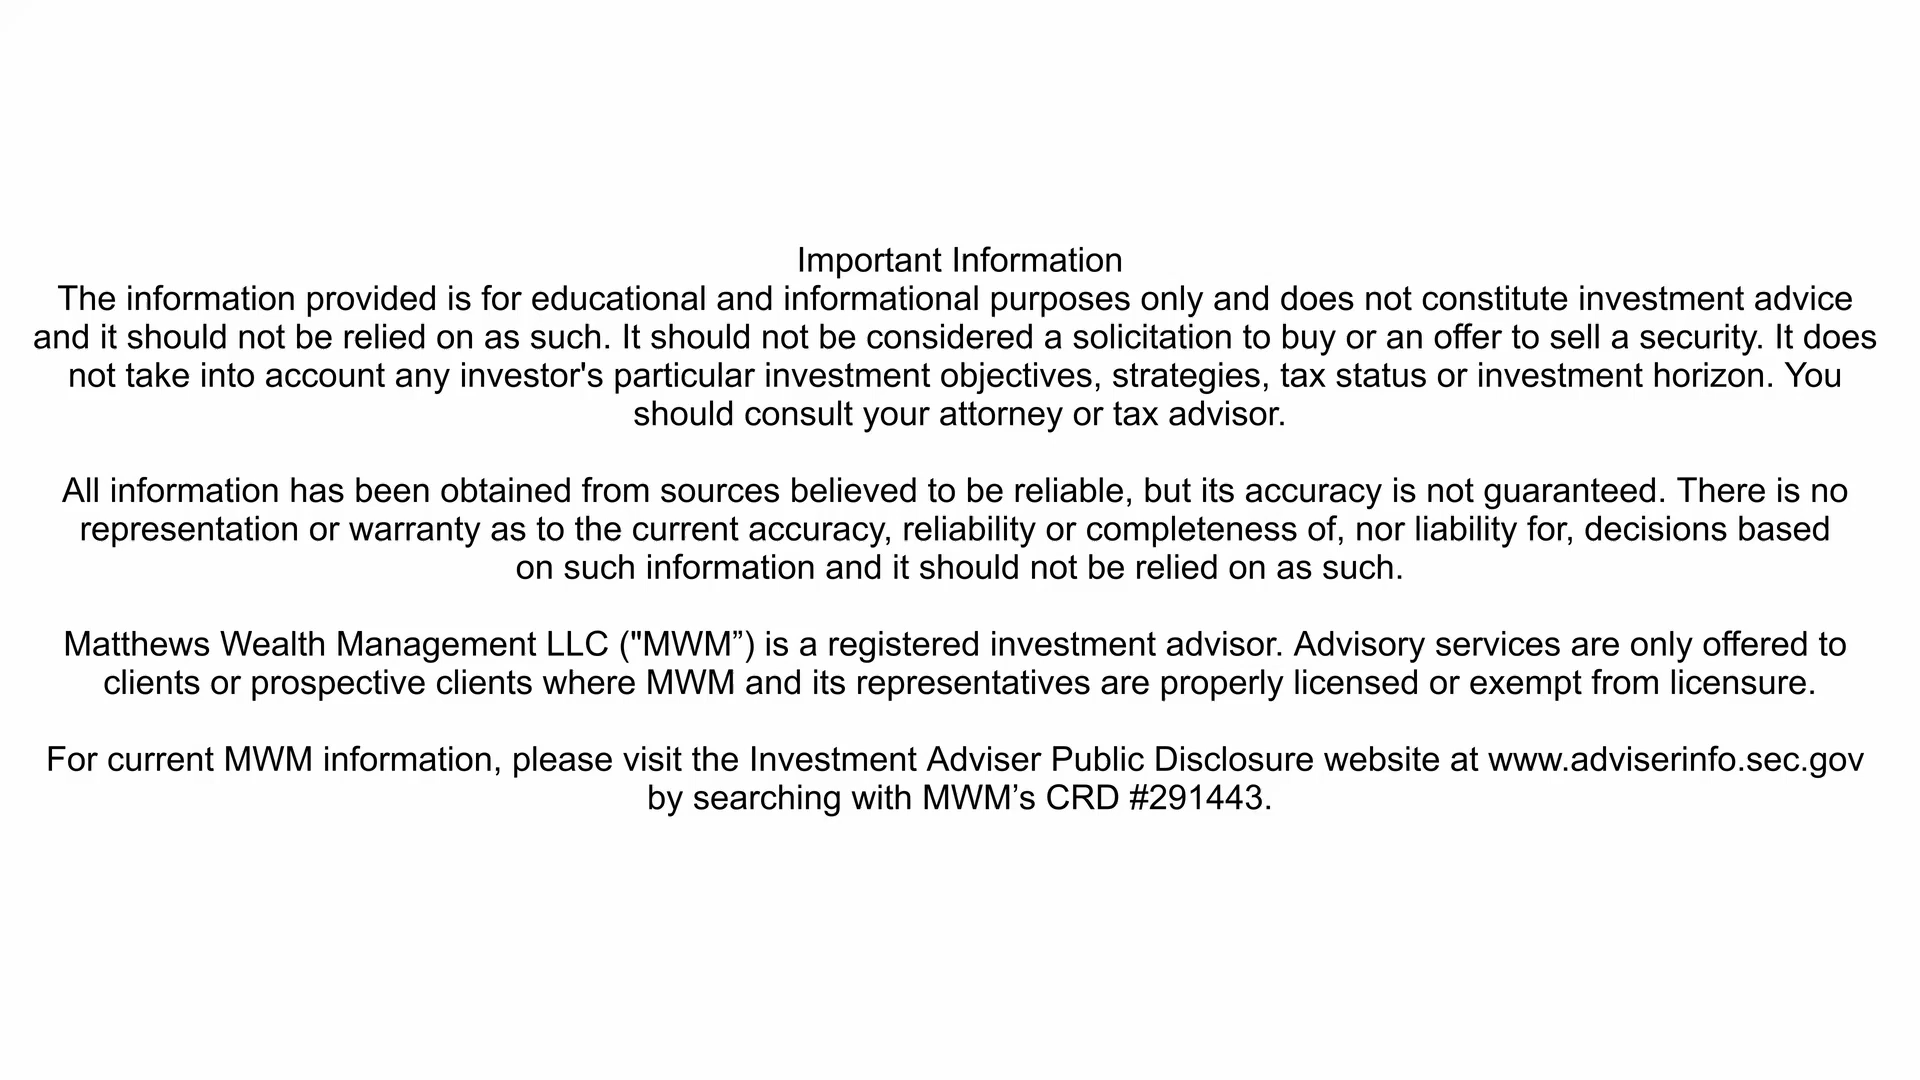 Important Information
The information provided is for educational and informational purposes only and does not constitute investment advice
and it should not be relied on as such. It should not be considered a solicitation to buy or an offer to sell a security. It does
not take into account any investor's particular investment objectives, strategies, tax status or investment horizon. You
should consult your attorney or tax advisor.
All information has been obtained from sources believed to be reliable, but its accuracy is not guaranteed. There is no
representation or warranty as to the current accuracy, reliability or completeness of, nor liability for, decisions based
on such information and it should not be relied on as such.
Matthews Wealth Management LLC ("MWM”) is a registered investment advisor. Advisory services are only offered to
clients or prospective clients where MWM and its representatives are properly licensed or exempt from licensure.
For current MWM information, please visit the Investment Adviser Public Disclosure website at www.adviserinfo.sec.gov
by searching with MWM’s CRD #291443.